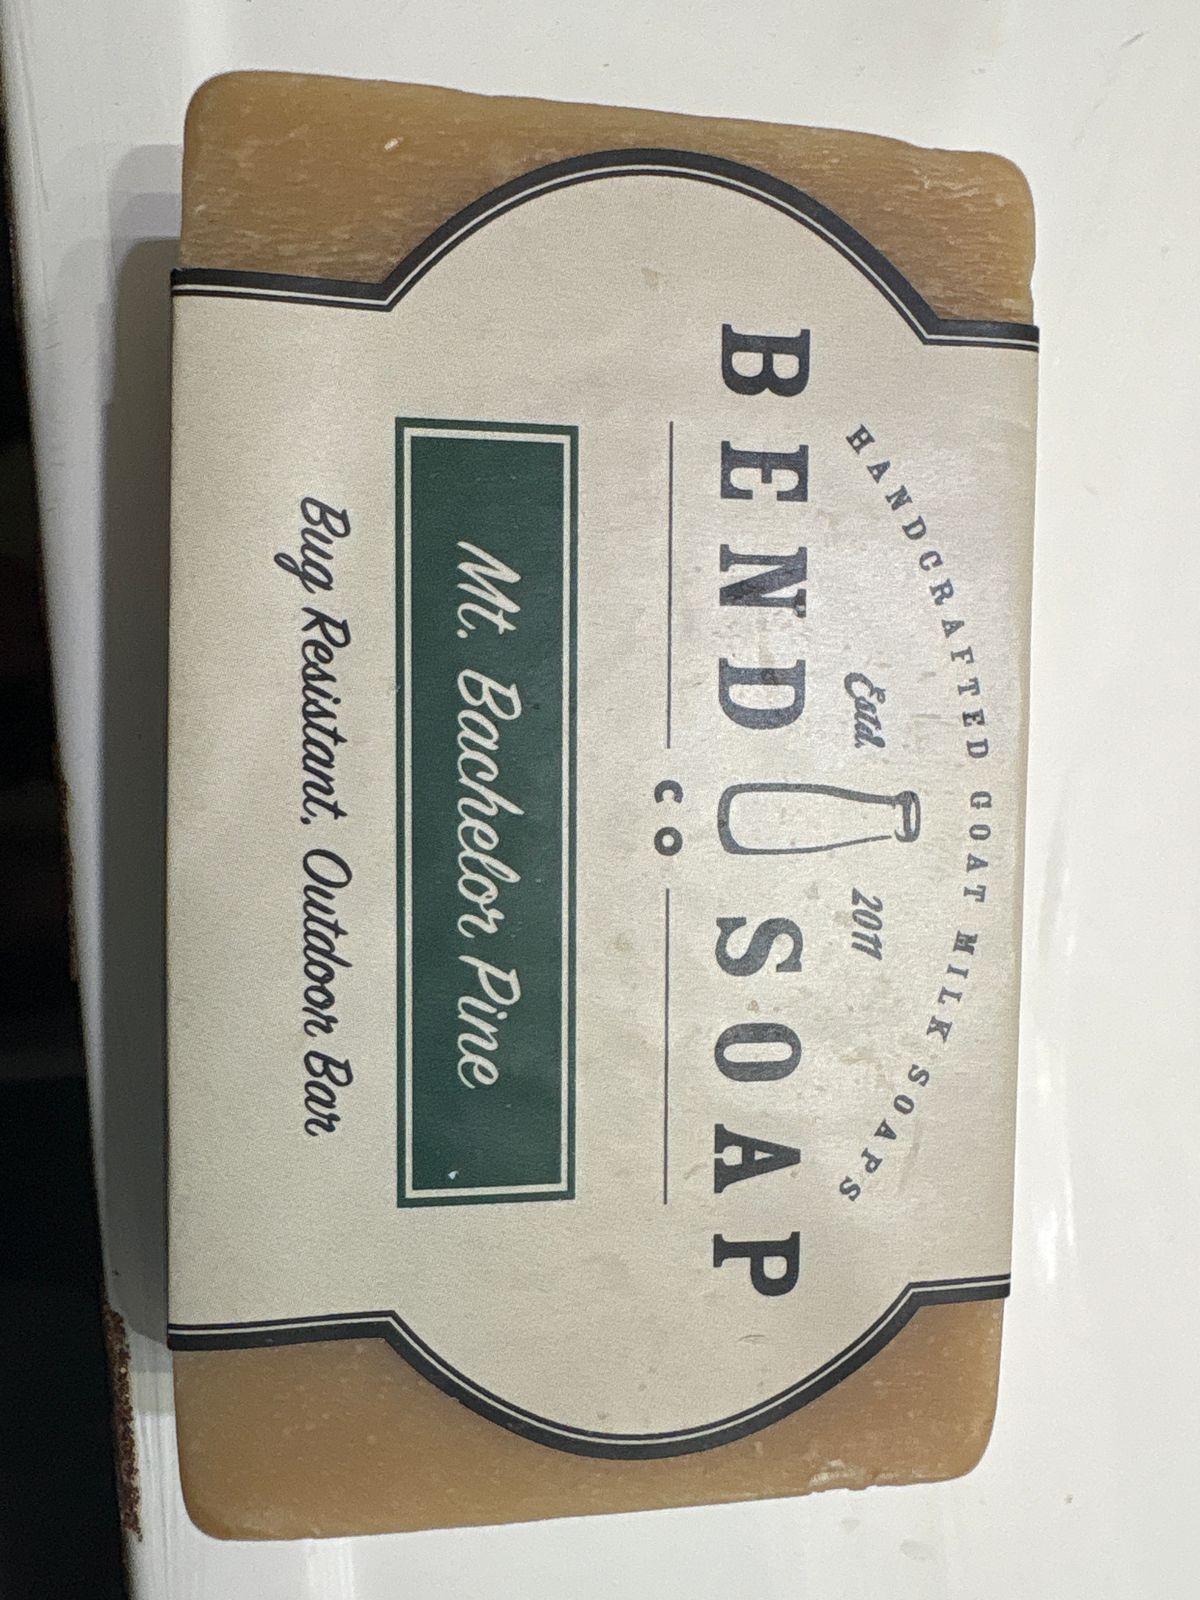 HANDCRAFTED GOAT MILK SOAPS
Estd. 2011
BEND SOAP
CO
Mt. Bachelor Pine
Bug Resistant, Outdoor Bar